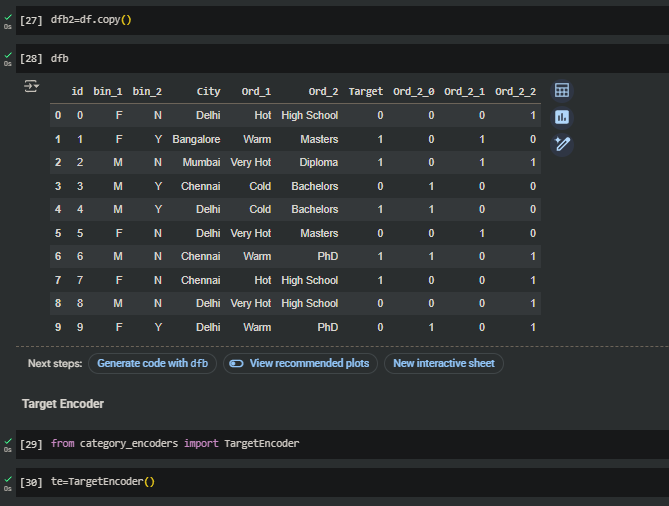 [27] dfb2=df.copy()
0s
[28] dfb
0s
id bin_1 bin_2 City Ord_1 Ord_2 Target Ord_2_0 Ord_2_1 Ord_2_2
0 0 F N Delhi Hot High School 0 0 0 1
1 1 F Y Bangalore Warm Masters 1 0 1 0
2 2 M N Mumbai Very Hot Diploma 1 0 1 1
3 3 M Y Chennai Cold Bachelors 0 1 0 0
4 4 M Y Delhi Cold Bachelors 1 1 0 0
5 5 F N Delhi Very Hot Masters 0 0 1 0
6 6 M N Chennai Warm PhD 1 1 0 1
7 7 F N Chennai Hot High School 1 0 0 1
8 8 M N Delhi Very Hot High School 0 0 0 1
9 9 F Y Delhi Warm PhD 0 1 0 1
Next steps: Generate code with dfb View recommended plots New interactive sheet
Target Encoder
[29] from category_encoders import TargetEncoder
0s
[30] te=TargetEncoder()
0s